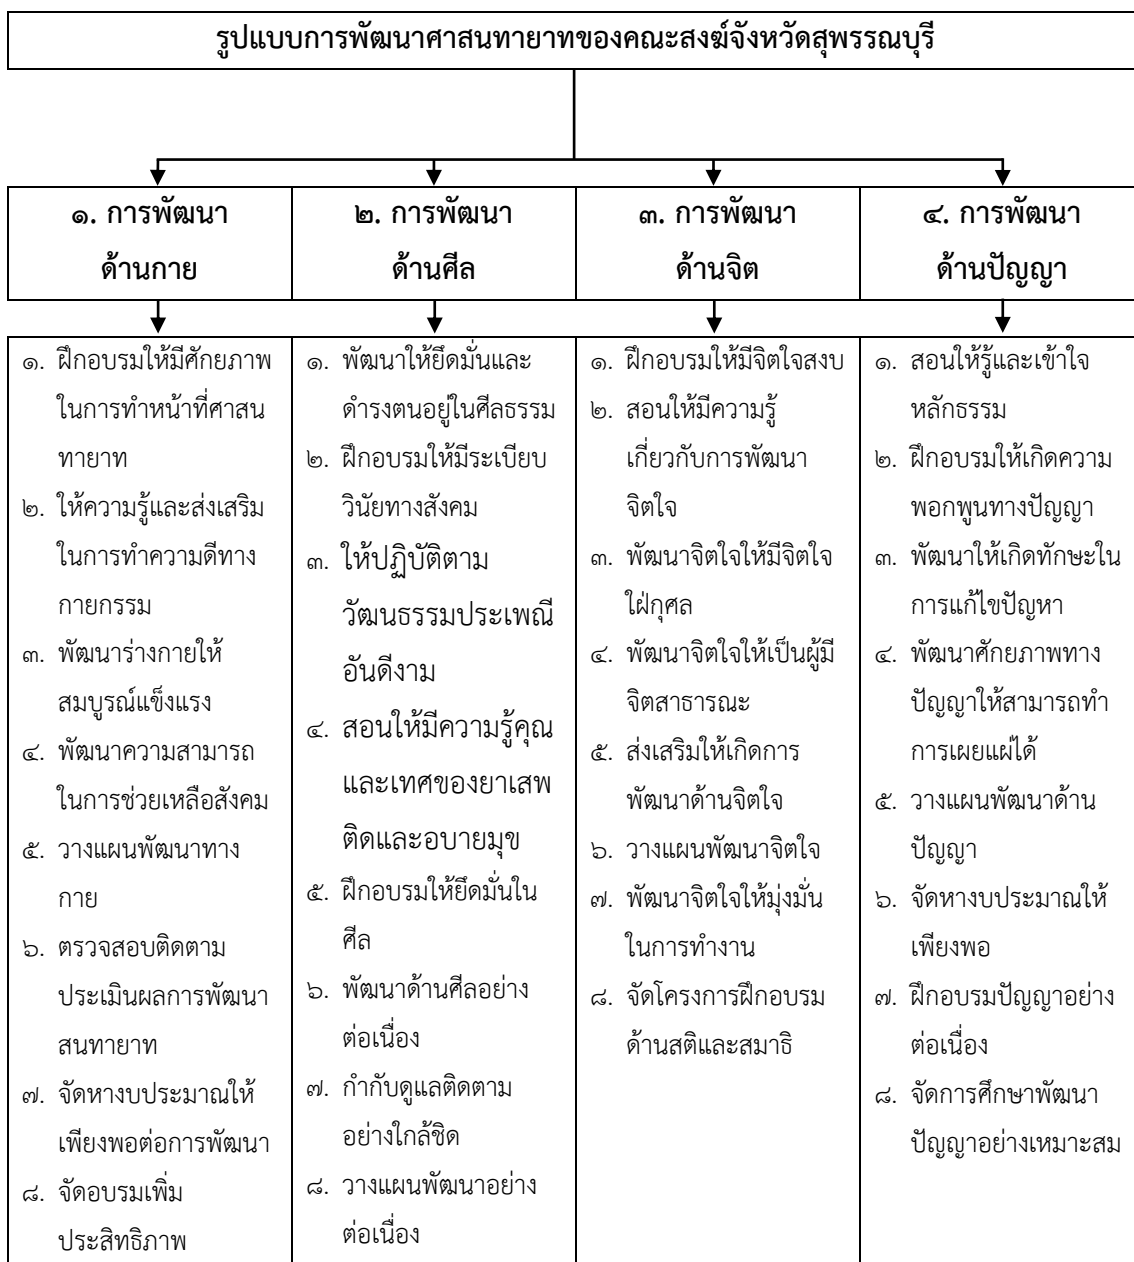 รูปแบบการพัฒนาศาสนทายาทของคณะสงฆ์จังหวัดสุพรรณบุรี
๑. การพัฒนา
ด้านกาย
๒. การพัฒนา
ด้านศีล
๓. การพัฒนา
ด้านจิต
๔. การพัฒนา
ด้านปัญญา
๑. ฝึกอบรมให้มีศักยภาพ
ในการทำหน้าที่ศาสน
ทายาท
๒. ให้ความรู้และส่งเสริม
ในการทำความดีทาง
กายกรรม
๓. พัฒนาร่างกายให้
สมบูรณ์แข็งแรง
๔. พัฒนาความสามารถ
ในการช่วยเหลือสังคม
๕. วางแผนพัฒนาทาง
กาย
๖. ตรวจสอบติดตาม
ประเมินผลการพัฒนา
สนทายาท
๗. จัดหางบประมาณให้
เพียงพอต่อการพัฒนา
๘. จัดอบรมเพิ่ม
ประสิทธิภาพ
๑. พัฒนาให้ยึดมั่นและ
ดำรงตนอยู่ในศีลธรรม
๒. ฝึกอบรมให้มีระเบียบ
วินัยทางสังคม
๓. ให้ปฏิบัติตาม
วัฒนธรรมประเพณี
อันดีงาม
๔. สอนให้มีความรู้คุณ
และเทศของยาเสพ
ติดและอบายมุข
๕. ฝึกอบรมให้ยึดมั่นใน
ศีล
๖. พัฒนาด้านศีลอย่าง
ต่อเนื่อง
๗. กำกับดูแลติดตาม
อย่างใกล้ชิด
๘. วางแผนพัฒนาอย่าง
ต่อเนื่อง
๑. ฝึกอบรมให้มีจิตใจสงบ
๒. สอนให้มีความรู้
เกี่ยวกับการพัฒนา
จิตใจ
๓. พัฒนาจิตใจให้มีจิตใจ
ใฝ่กุศล
๔. พัฒนาจิตใจให้เป็นผู้มี
จิตสาธารณะ
๕. ส่งเสริมให้เกิดการ
พัฒนาด้านจิตใจ
๖. วางแผนพัฒนาจิตใจ
๗. พัฒนาจิตใจให้มุ่งมั่น
ในการทำงาน
๘. จัดโครงการฝึกอบรม
ด้านสติและสมาธิ
๑. สอนให้รู้และเข้าใจ
หลักธรรม
๒. ฝึกอบรมให้เกิดความ
พอกพูนทางปัญญา
๓. พัฒนาให้เกิดทักษะใน
การแก้ไขปัญหา
๔. พัฒนาศักยภาพทาง
ปัญญาให้สามารถทำ
การเผยแผ่ได้
๕. วางแผนพัฒนาด้าน
ปัญญา
๖. จัดหางบประมาณให้
เพียงพอ
๗. ฝึกอบรมปัญญาอย่าง
ต่อเนื่อง
๘. จัดการศึกษาพัฒนา
ปัญญาอย่างเหมาะสม